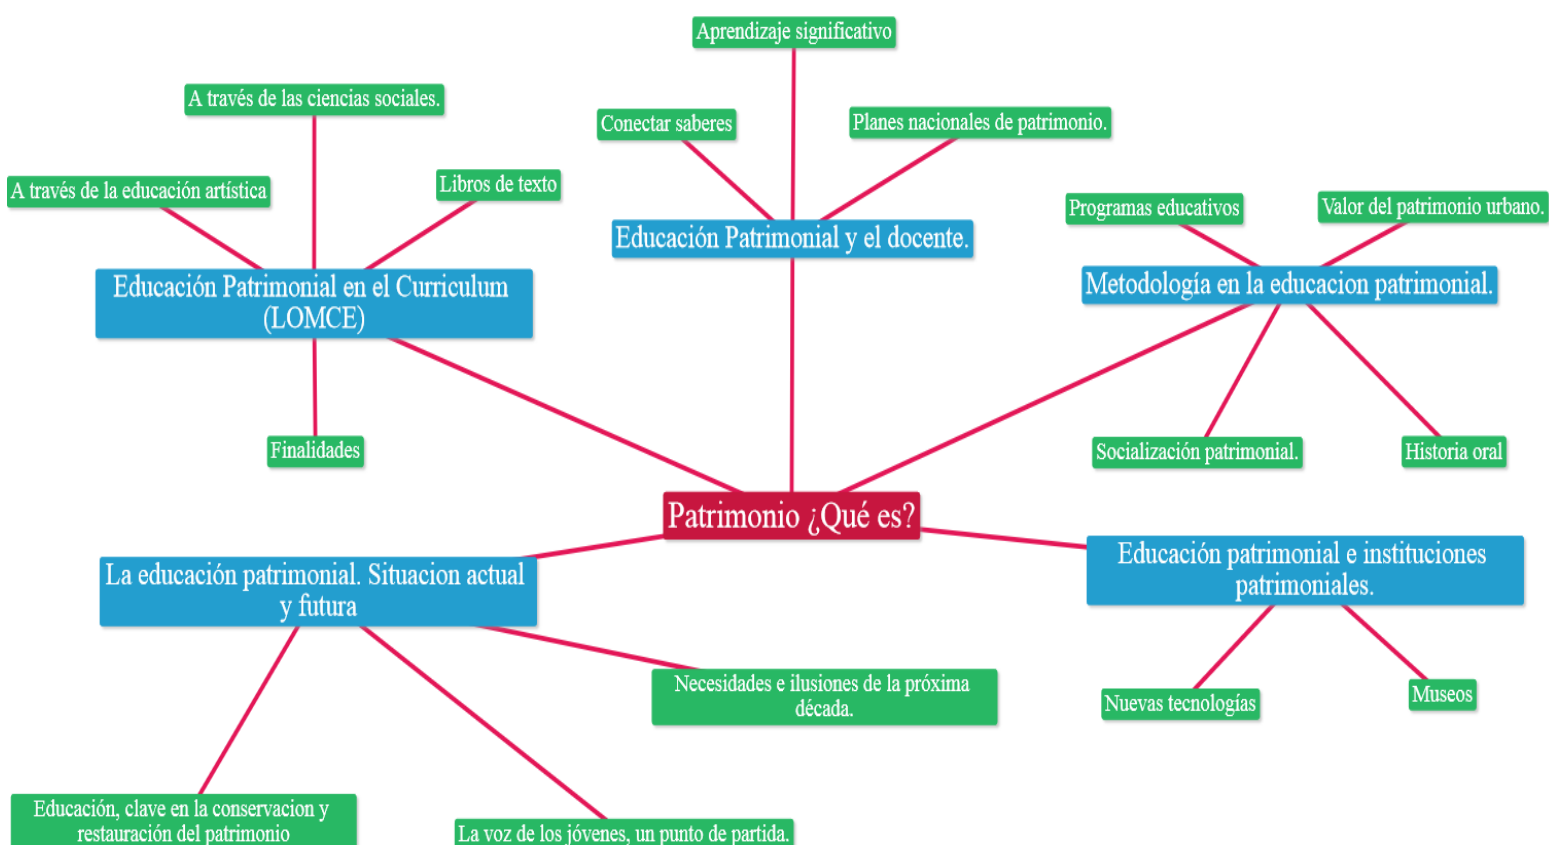 Aprendizaje significativo
A través de las ciencias sociales.
Conectar saberes
Planes nacionales de patrimonio.
A través de la educación artística
Libros de texto
Programas educativos
Valor del patrimonio urbano.
Educación Patrimonial y el docente.
Educación Patrimonial en el Curriculum
(LOMCE)
Metodología en la educacion patrimonial.
Finalidades
Socialización patrimonial.
Historia oral
Patrimonio ¿Qué es?
La educación patrimonial. Situacion actual
y futura
Educación patrimonial e instituciones
patrimoniales.
Necesidades e ilusiones de la próxima
década.
Nuevas tecnologías
Museos
Educación, clave en la conservacion y
restauración del patrimonio
La voz de los jóvenes, un punto de partida.